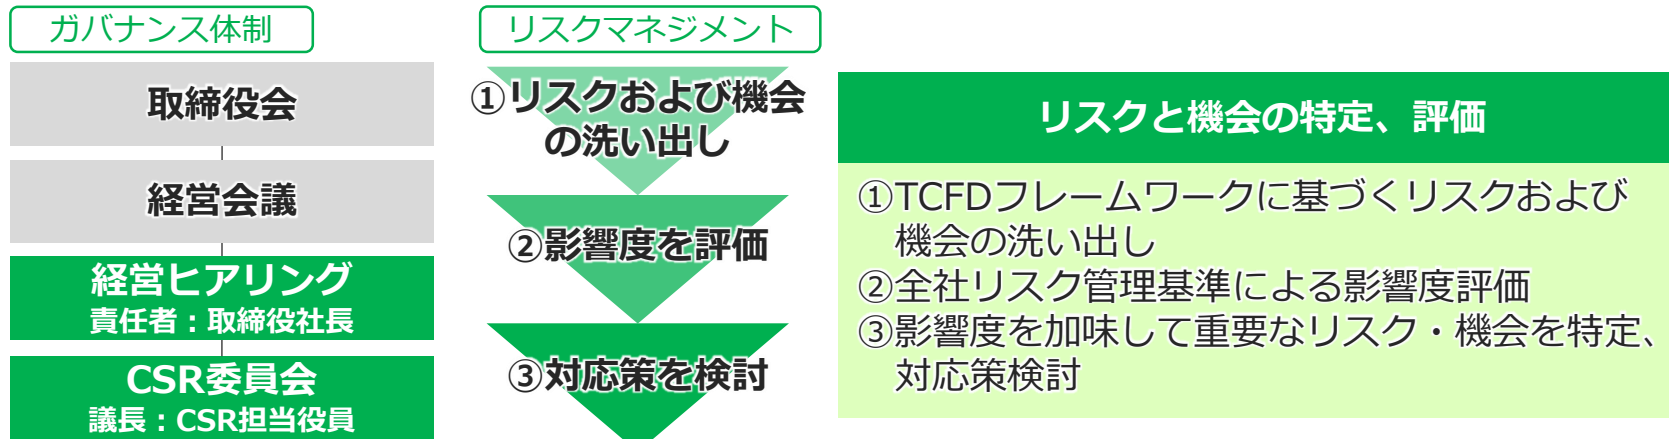 ガバナンス体制
取締役会
経営会議
経営ヒアリング
責任者：取締役社長
CSR委員会
議長：CSR担当役員
リスクマネジメント
①リスクおよび機会
の洗い出し
②影響度を評価
③対応策を検討
リスクと機会の特定、評価
①TCFDフレームワークに基づくリスクおよび
機会の洗い出し
②全社リスク管理基準による影響度評価
③影響度を加味して重要なリスク・機会を特定、
対応策検討